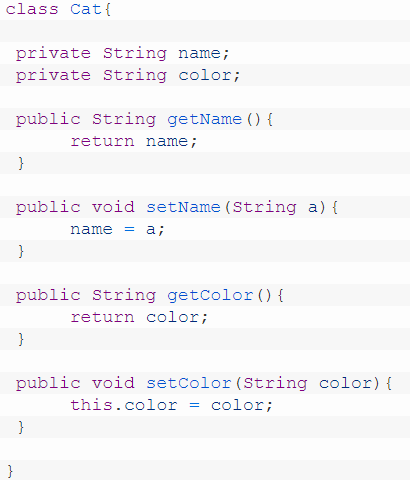 class Cat{
private String name;
private String color;
public String getName(){
return name;
}
public void setName(String a){
name = a;
}
public String getColor(){
return color;
}
public void setColor(String color){
this.color = color;
}
}